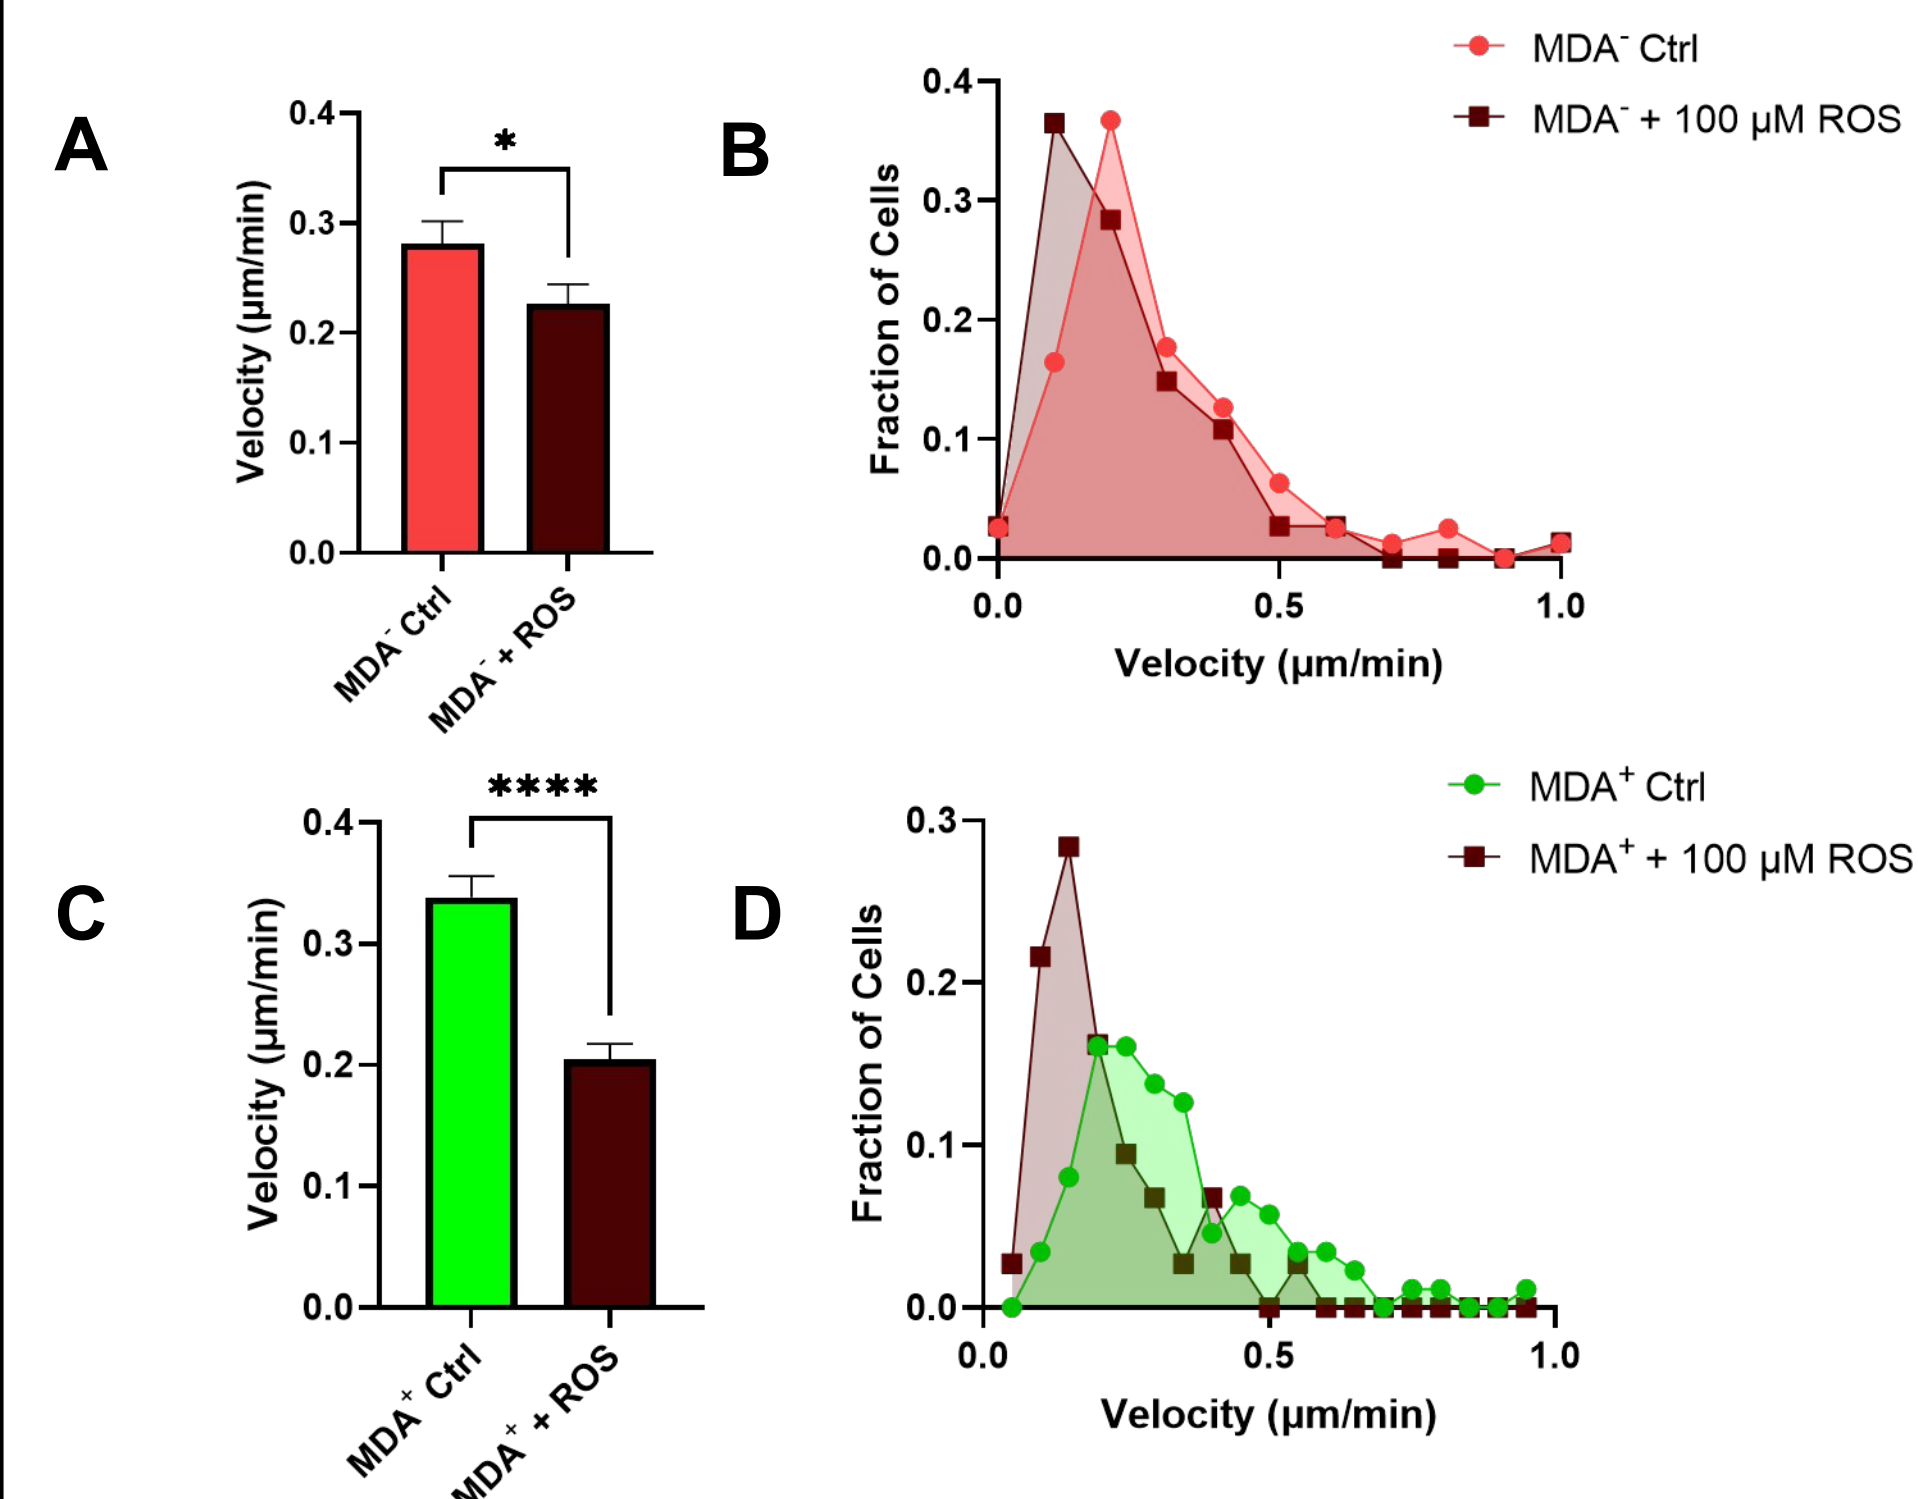 A
0.4
0.3
0.2
0.1
0.0
Velocity (µm/min)
*
MDA⁻ Ctrl
MDA⁻ + ROS
B
MDA⁻ Ctrl
MDA⁻ + 100 µM ROS
0.4
0.3
0.2
0.1
0.0
Fraction of Cells
0.0 0.5 1.0
Velocity (µm/min)
C
****
0.4
0.3
0.2
0.1
0.0
Velocity (µm/min)
MDA⁺ Ctrl
MDA⁺ + ROS
D
MDA⁺ Ctrl
MDA⁺ + 100 µM ROS
0.3
0.2
0.1
0.0
Fraction of Cells
0.0 0.5 1.0
Velocity (µm/min)